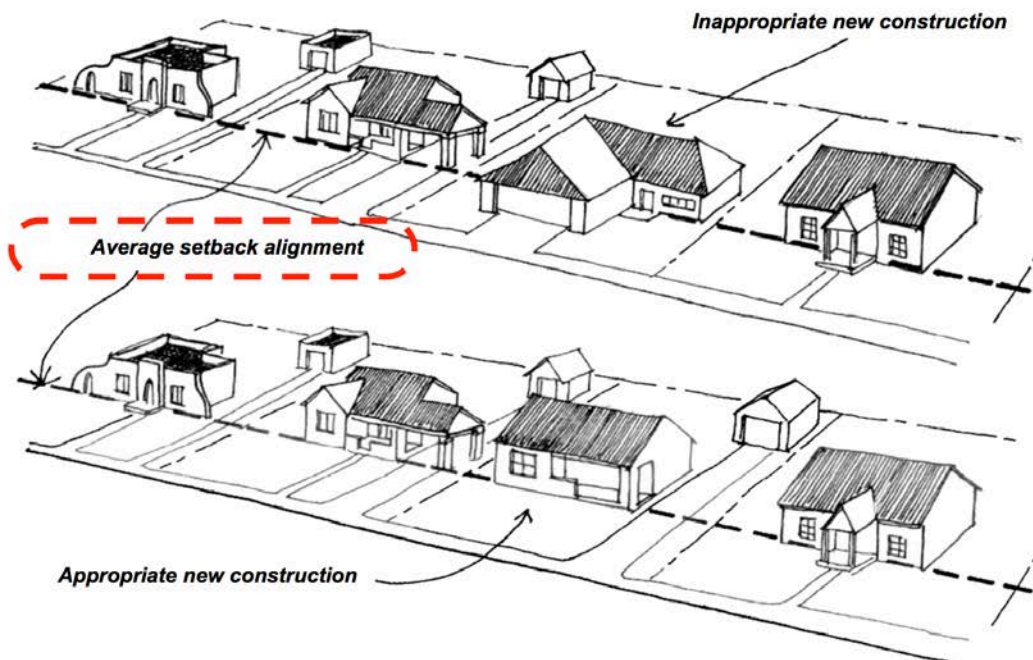 Inappropriate new construction
Average setback alignment
Appropriate new construction